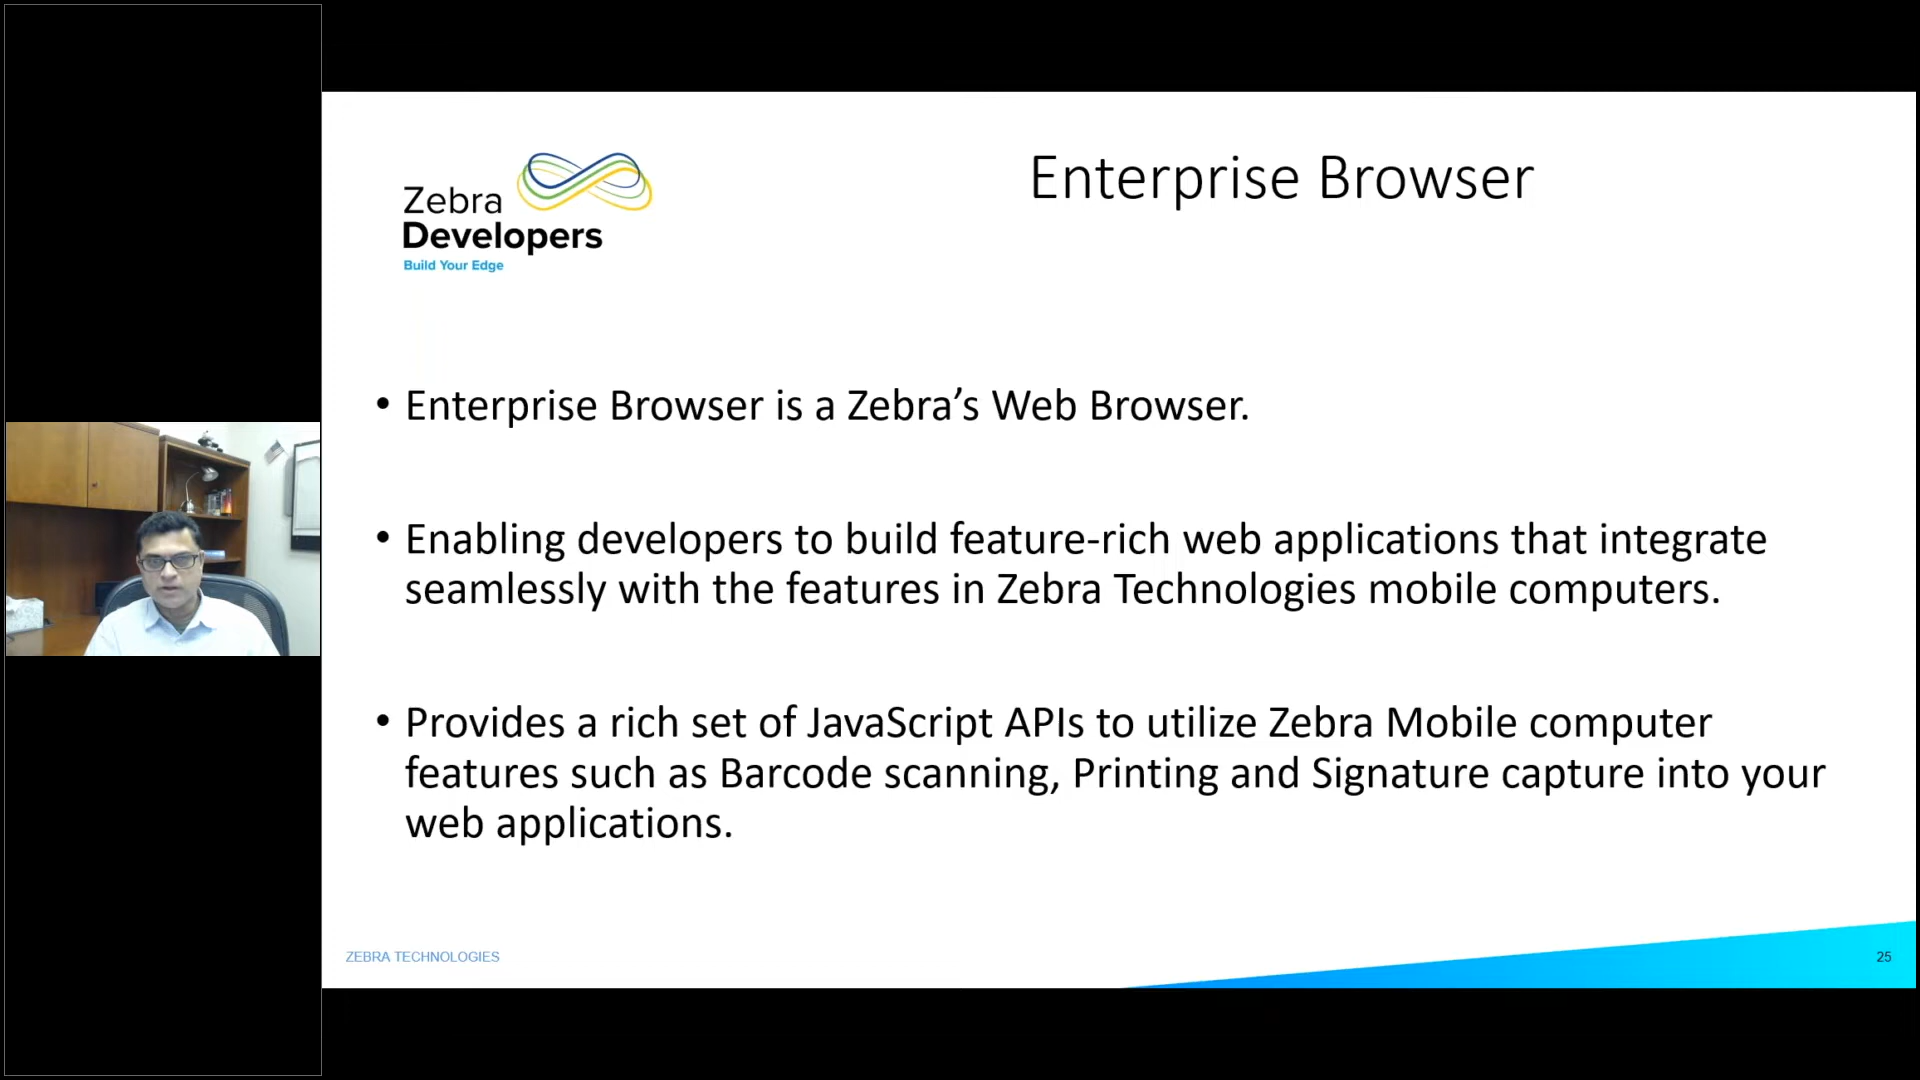 Zebra
Developers
Build Your Edge
Enterprise Browser
• Enterprise Browser is a Zebra’s Web Browser.
• Enabling developers to build feature-rich web applications that integrate
seamlessly with the features in Zebra Technologies mobile computers.
• Provides a rich set of JavaScript APIs to utilize Zebra Mobile computer
features such as Barcode scanning, Printing and Signature capture into your
web applications.
ZEBRA TECHNOLOGIES
25